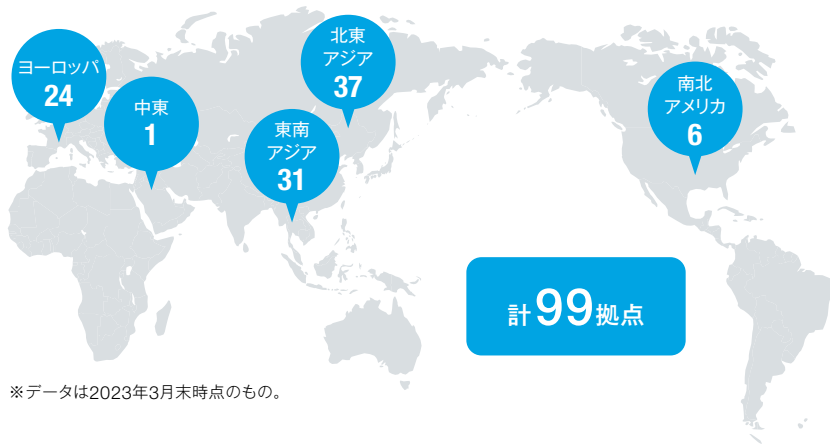 ヨーロッパ
24
中東
1
北東
アジア
37
東南
アジア
31
南北
アメリカ
6
計99拠点
※データは2023年3月末時点のもの。